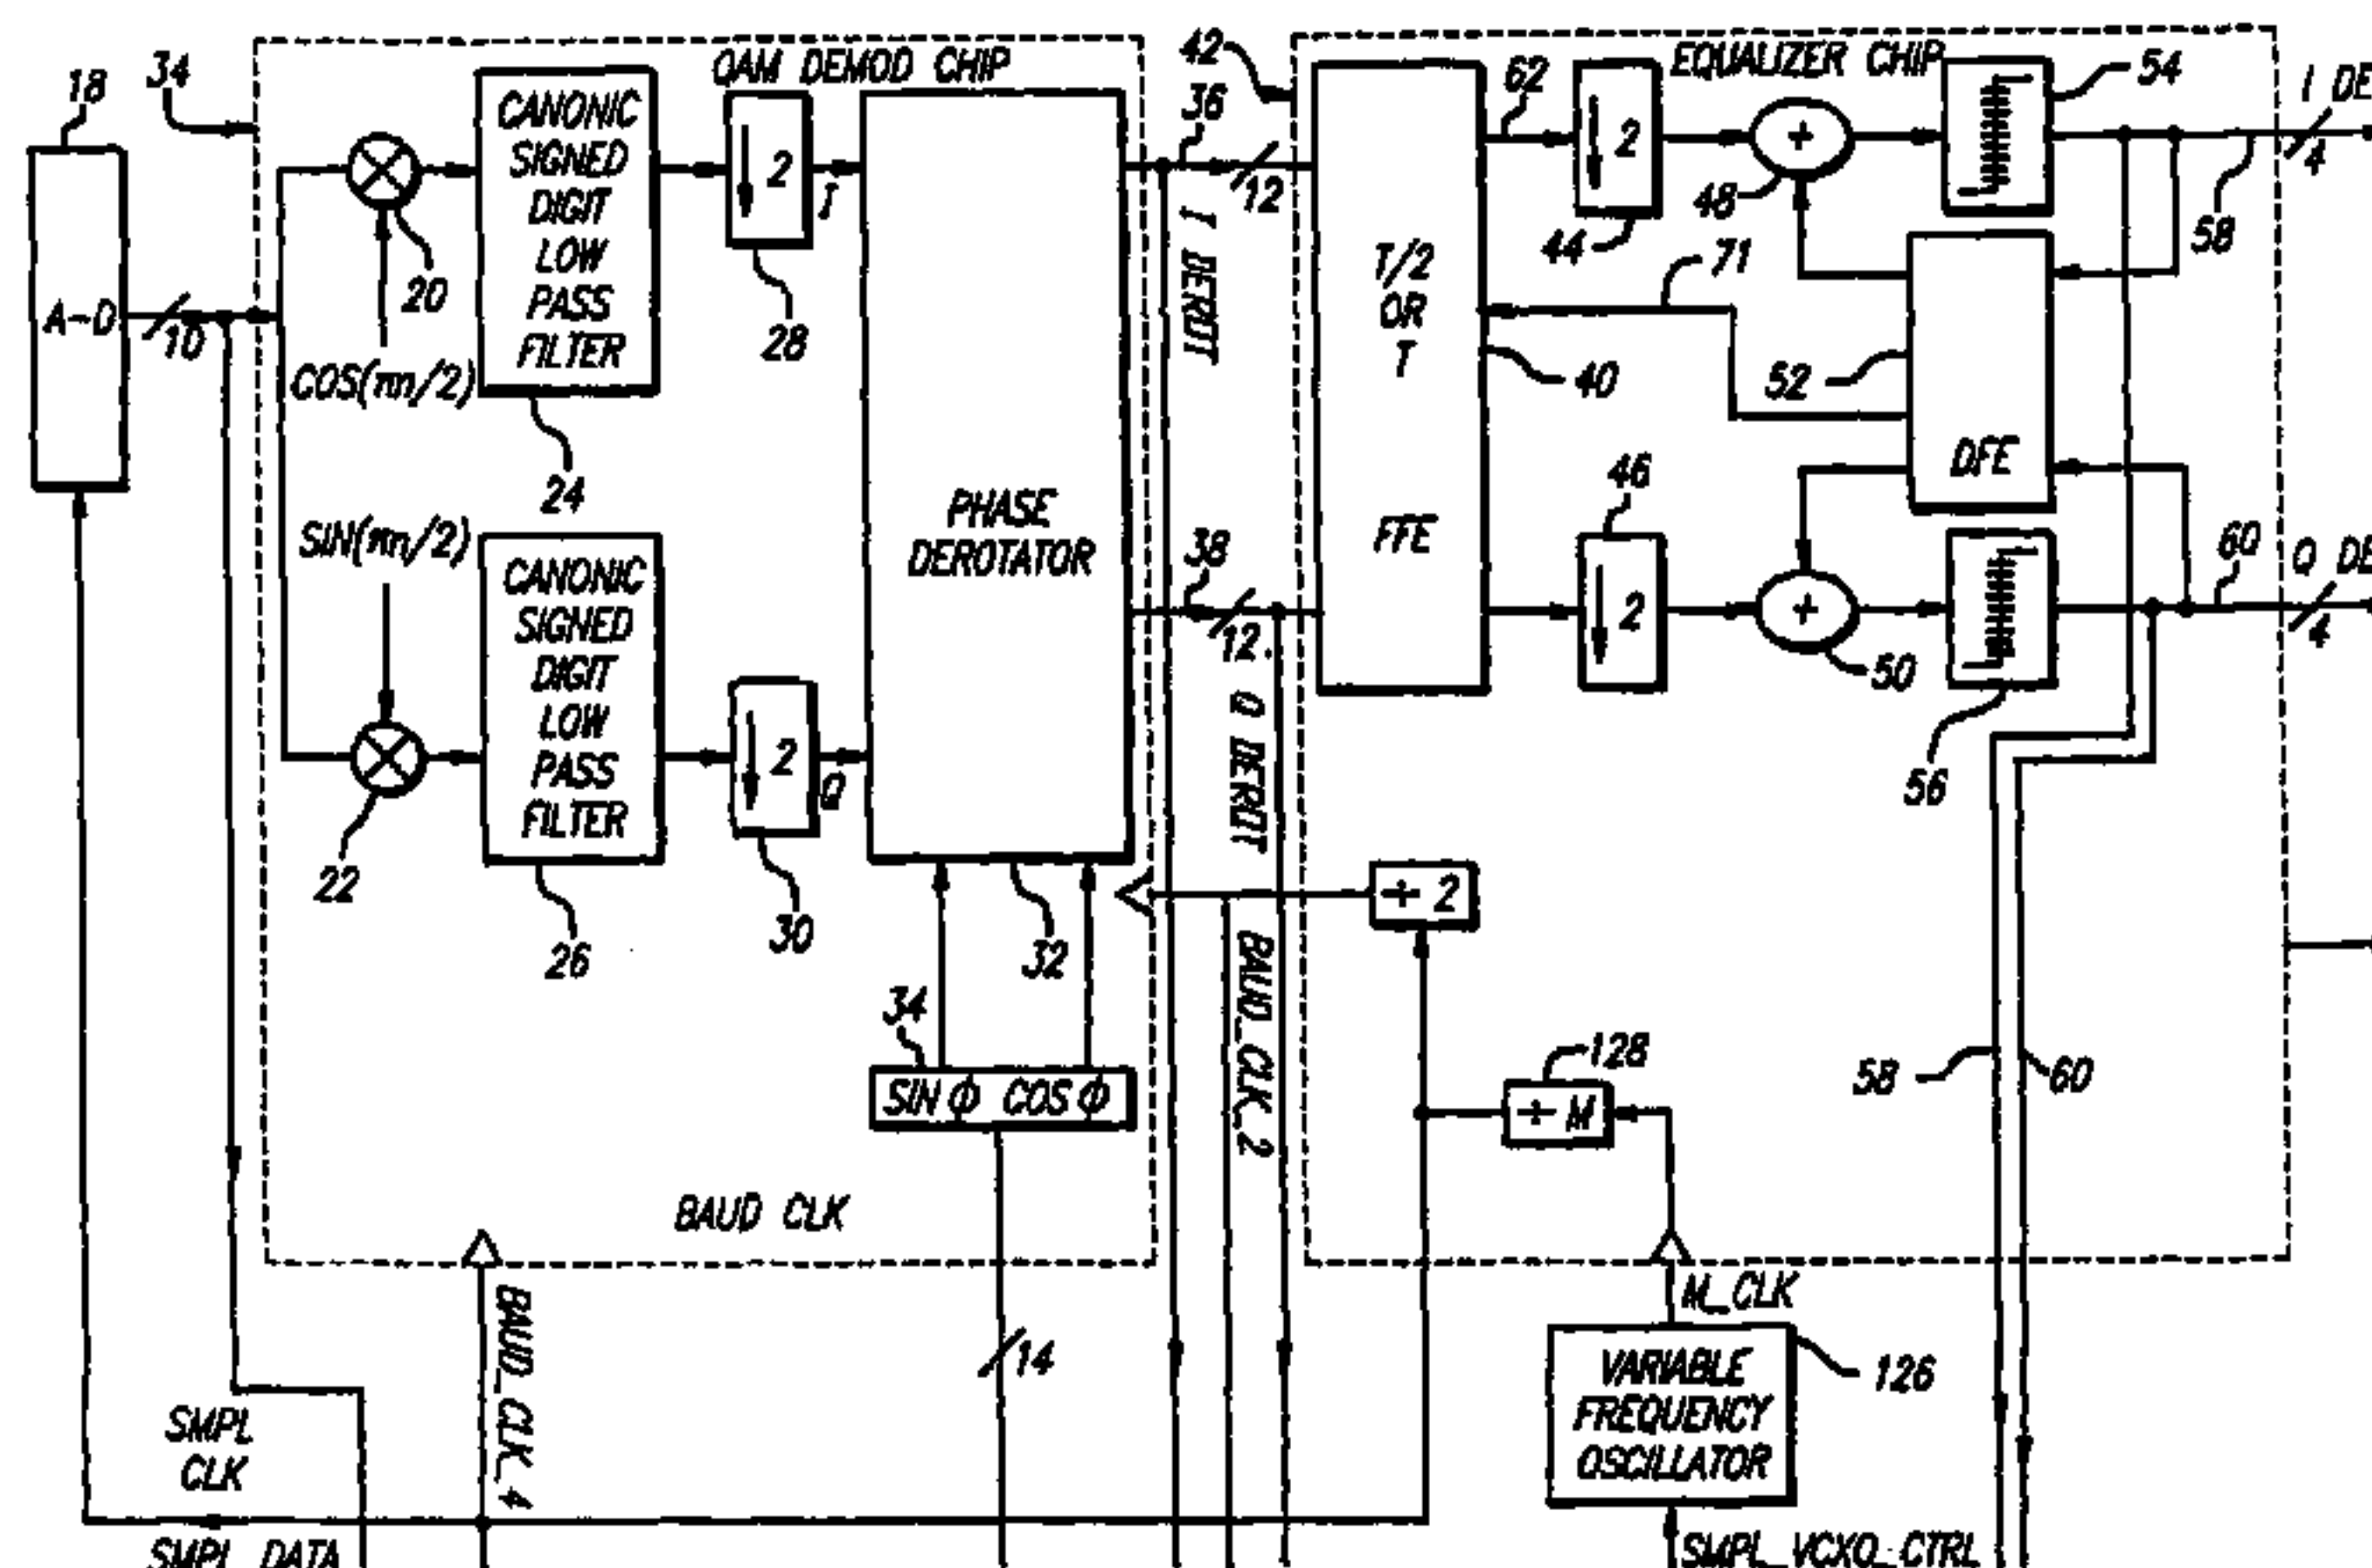 18
34
QAM DEMOD CHIP
42
36
62
EQUALIZER CHIP
54
A-D
10
20
COS(πn/2)
CANONIC
SIGNED
DIGIT
LOW
PASS
FILTER
24
2
I
28
PHASE
DEROTATOR
12
I DEROT
T/2
OR
T
FFE
40
2
44
48
71
52
DFE
58
4
SIN(πn/2)
22
CANONIC
SIGNED
DIGIT
LOW
PASS
FILTER
26
2
Q
30
32
38
12
Q DEROT
46
2
50
56
60
4
÷ 2
BAUD_CLK_2
34
SIN ϕ COS ϕ
128
÷ M
58
60
BAUD CLK
BAUD_CLK_4
14
M_CLK
VARIABLE
FREQUENCY
OSCILLATOR
126
SMPL
CLK
SMPL DATA
SMPL_VCXO_CTRL